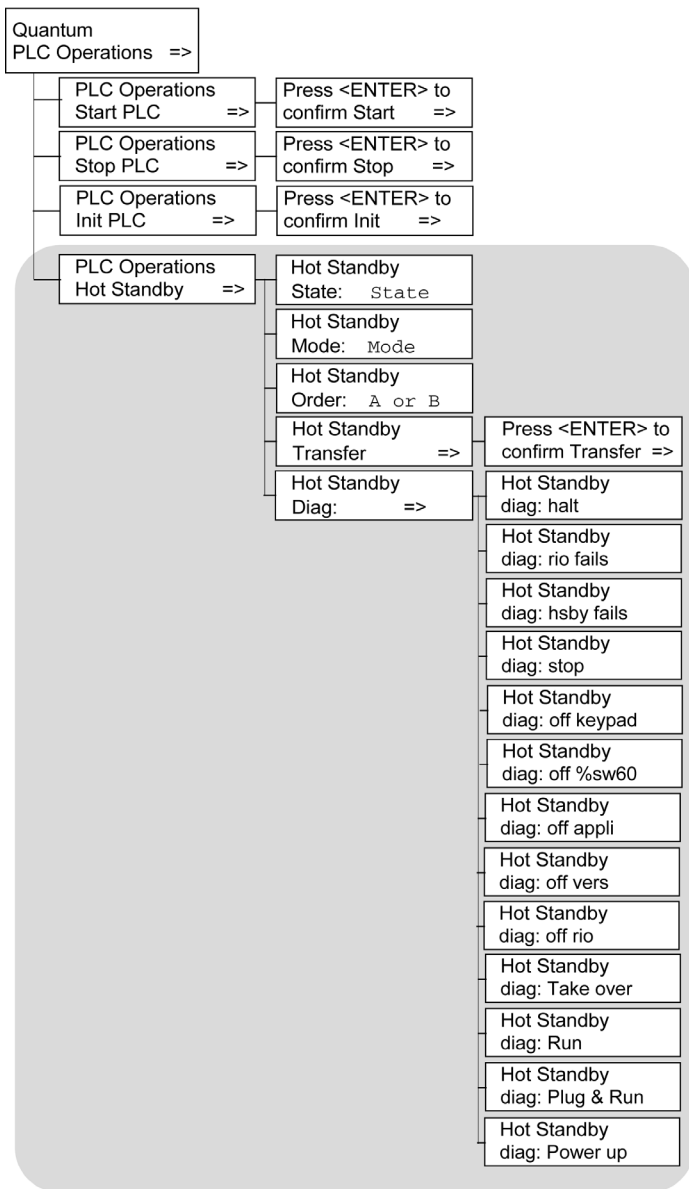 Quantum
PLC Operations =>
PLC Operations
Start PLC =>
Press <ENTER> to
confirm Start =>
PLC Operations
Stop PLC =>
Press <ENTER> to
confirm Stop =>
PLC Operations
Init PLC =>
Press <ENTER> to
confirm Init =>
PLC Operations
Hot Standby =>
Hot Standby
State: State
Hot Standby
Mode: Mode
Hot Standby
Order: A or B
Hot Standby
Transfer =>
Press <ENTER> to
confirm Transfer =>
Hot Standby
Diag: =>
Hot Standby
diag: halt
Hot Standby
diag: rio fails
Hot Standby
diag: hsby fails
Hot Standby
diag: stop
Hot Standby
diag: off keypad
Hot Standby
diag: off %sw60
Hot Standby
diag: off appli
Hot Standby
diag: off vers
Hot Standby
diag: off rio
Hot Standby
diag: Take over
Hot Standby
diag: Run
Hot Standby
diag: Plug & Run
Hot Standby
diag: Power up